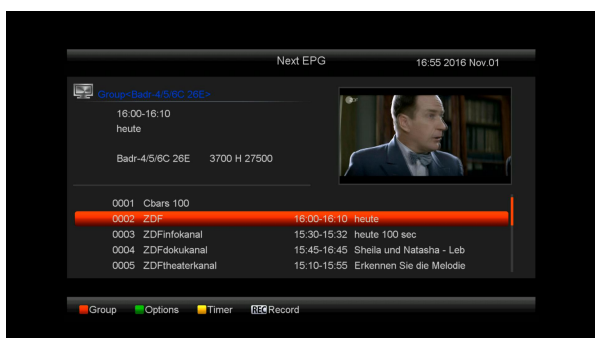 Next EPG 16:55 2016 Nov.01
Group<Badr-4/5/6C 26E>
16:00-16:10
heute
Badr-4/5/6C 26E 3700 H 27500
0001 Cbars 100
0002 ZDF 16:00-16:10 heute
0003 ZDFinfokanal 15:30-15:32 heute 100 sec
0004 ZDFdokukanal 15:45-16:45 Sheila und Natasha - Leb
0005 ZDFtheaterkanal 15:10-15:55 Erkennen Sie die Melodie
Group Options Timer REC Record